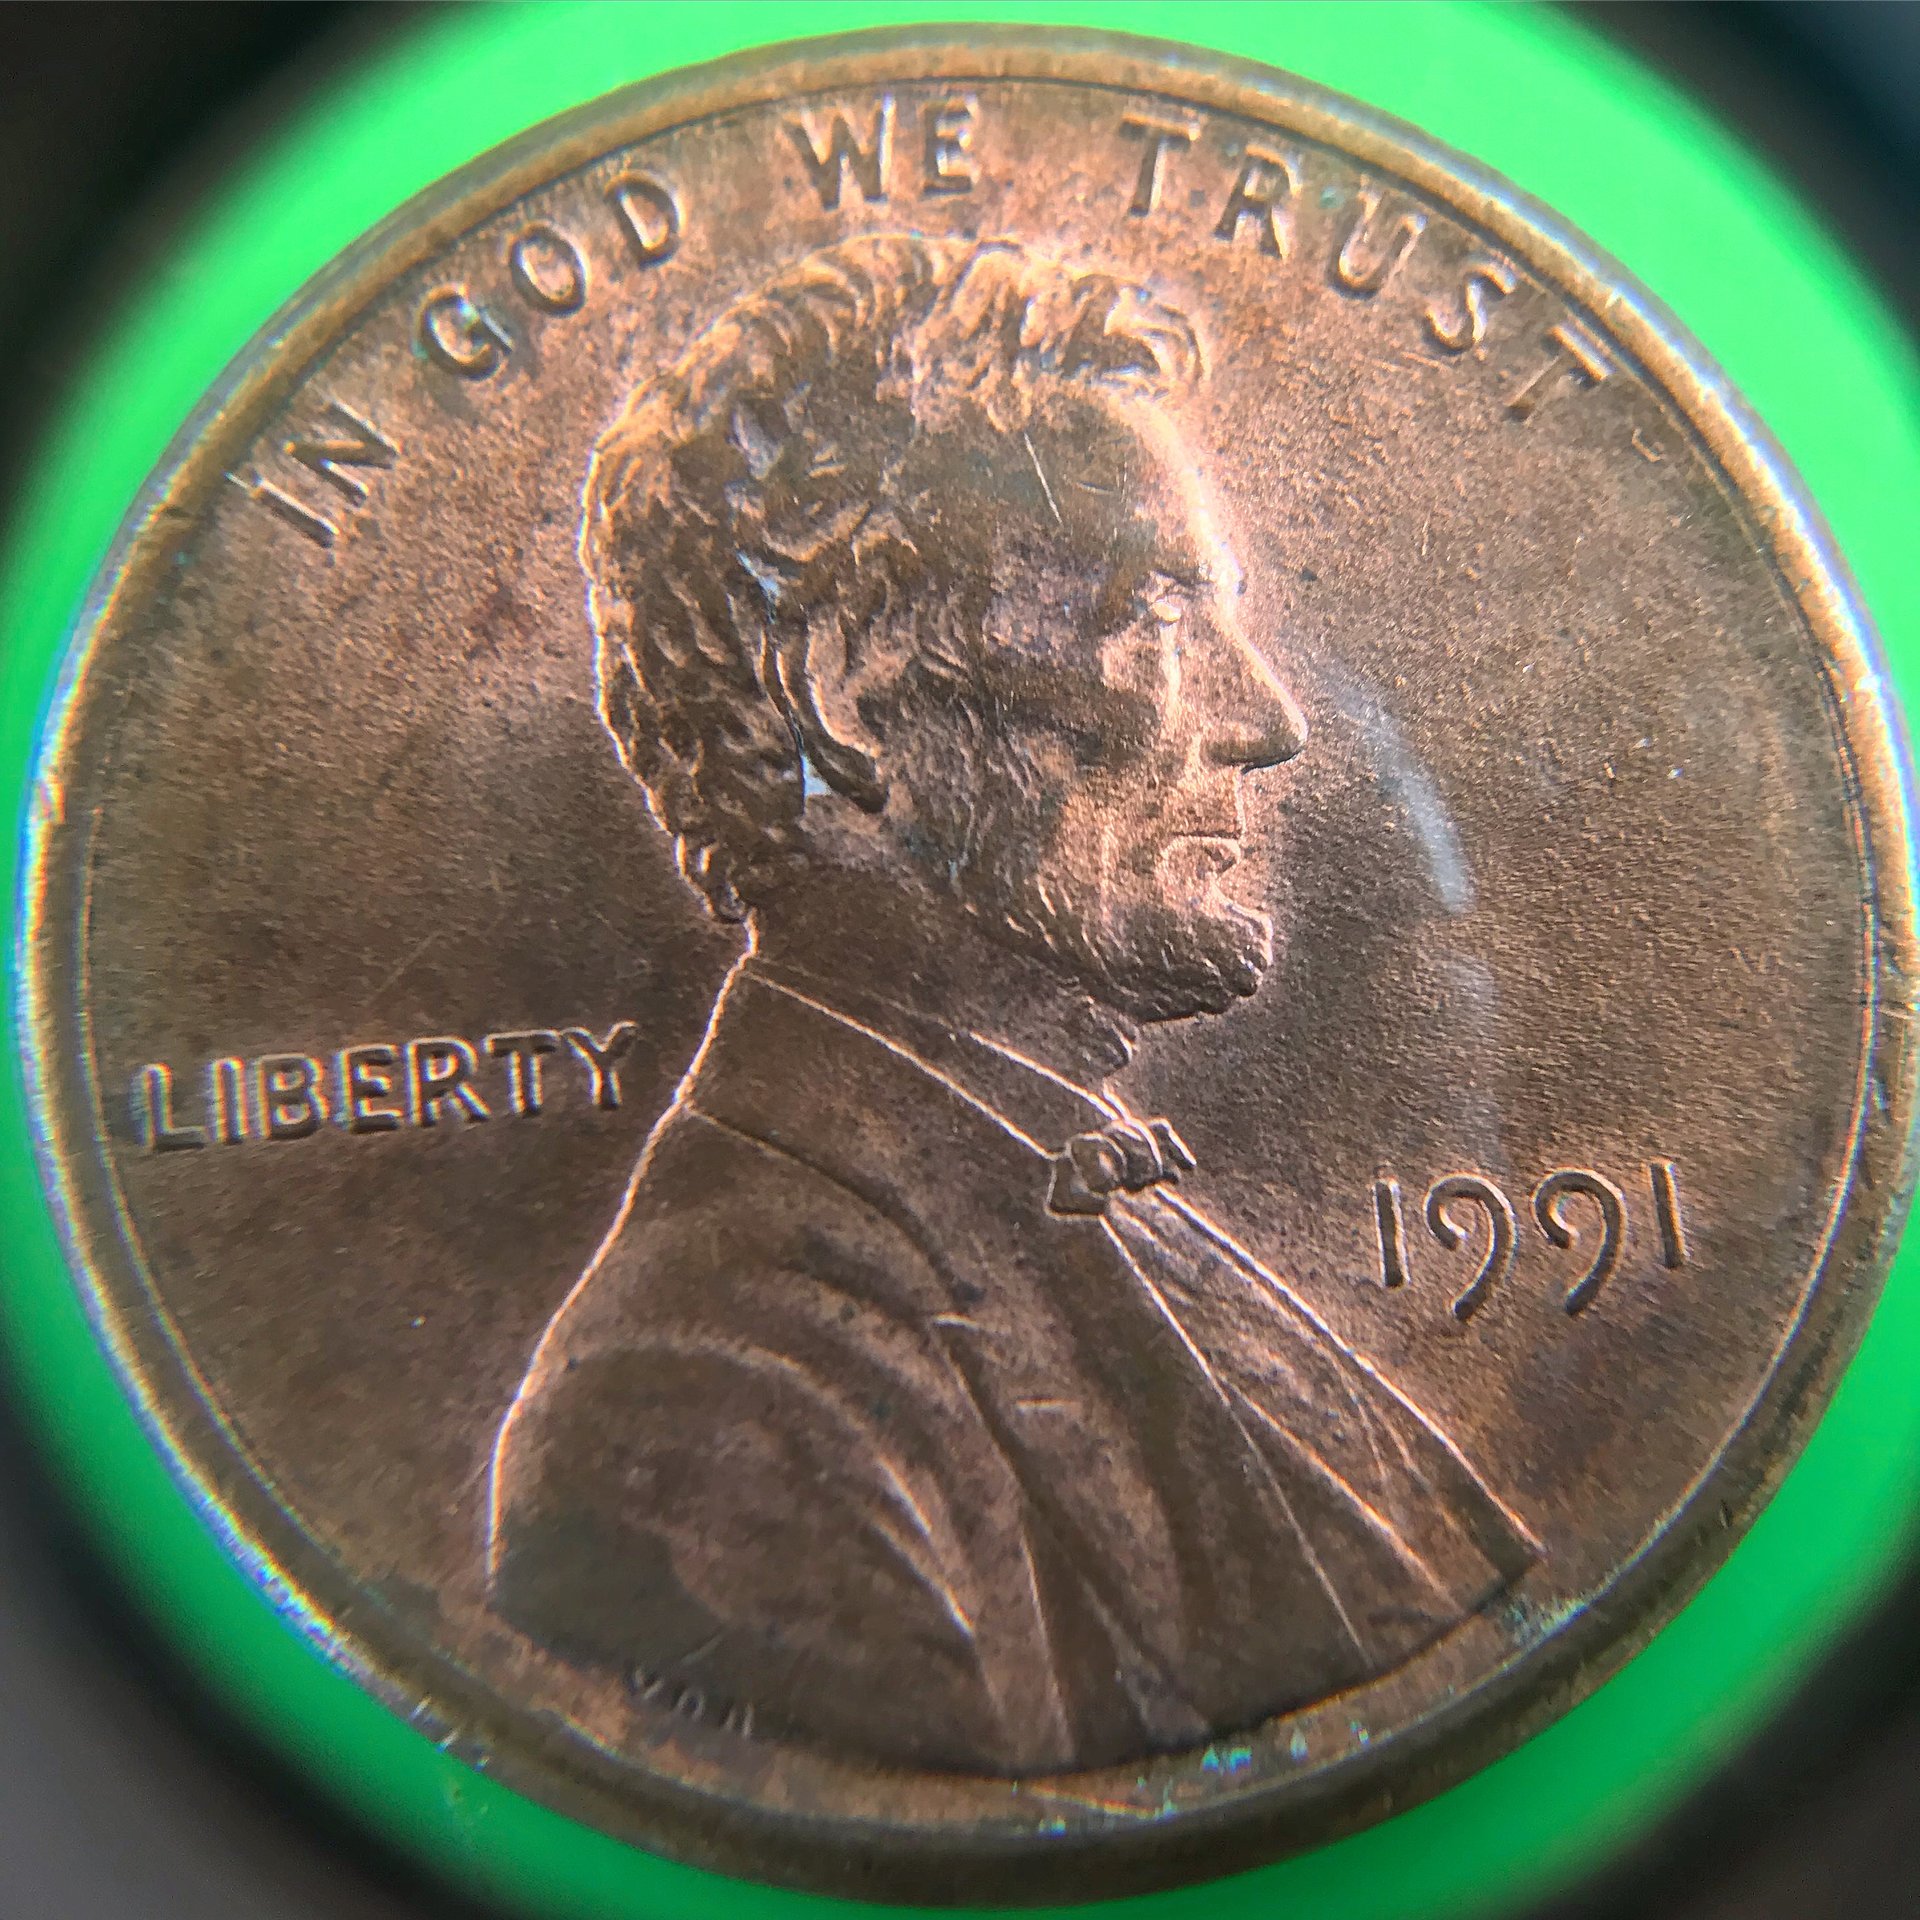 IN GOD WE TRUST
LIBERTY
1991